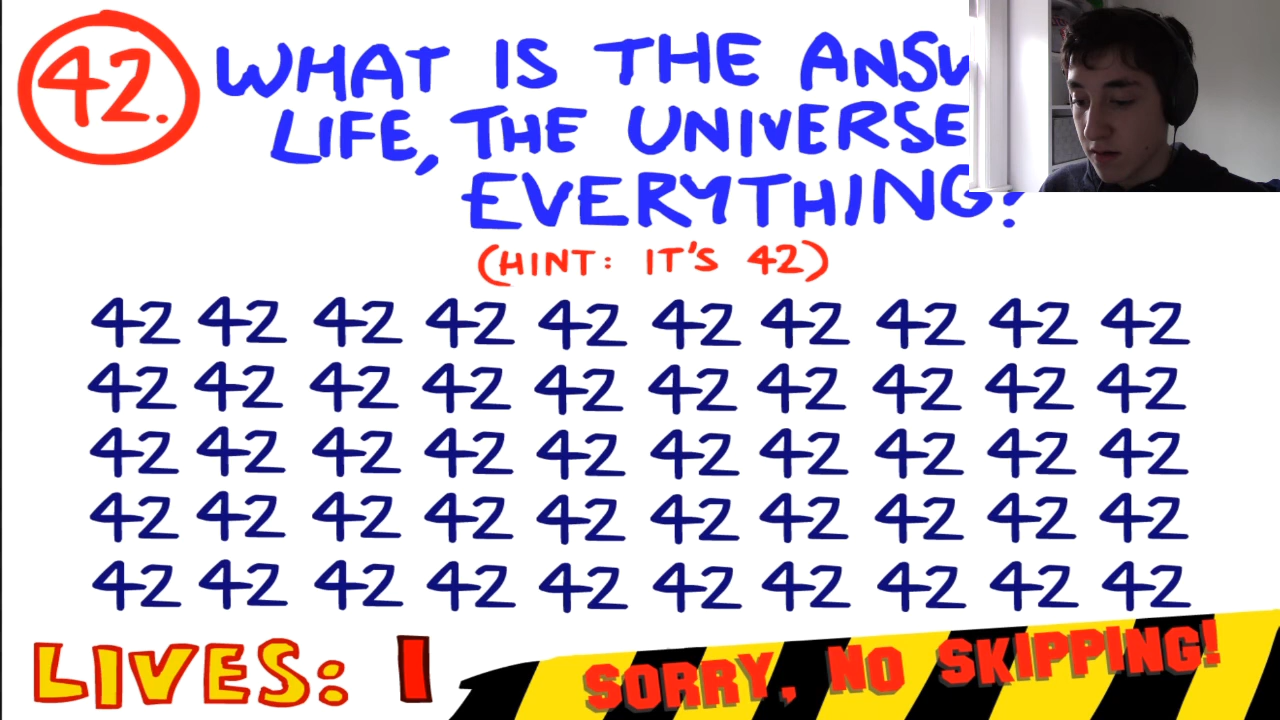 42. WHAT IS THE
LIFE, THE UNIVERSE
EVERYTHING?
(HINT: IT'S 42)
42 42 42 42 42 42 42 42 42 42
42 42 42 42 42 42 42 42 42 42
42 42 42 42 42 42 42 42 42 42
42 42 42 42 42 42 42 42 42 42
42 42 42 42 42 42 42 42 42 42
LIVES: 1
SORRY, NO SKIPPING!